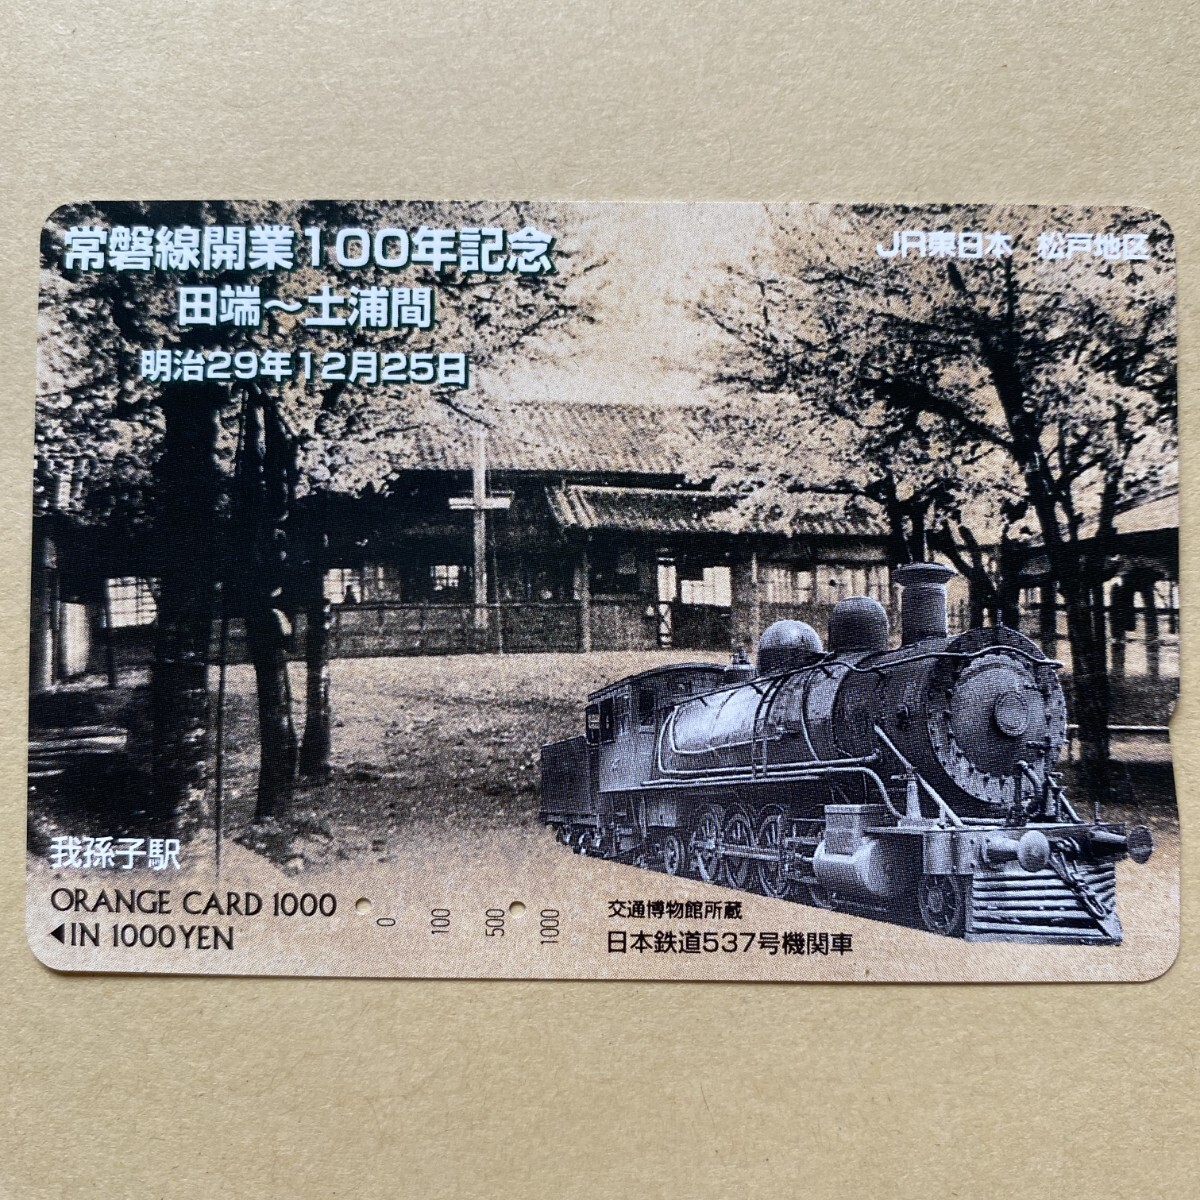 常磐線開業100年記念
田端〜土浦間
明治29年12月25日
JR東日本 松戸地区
我孫子駅
ORANGE CARD 1000
◀IN 1000YEN
0 100 500 1000
交通博物館所蔵
日本鉄道537号機関車